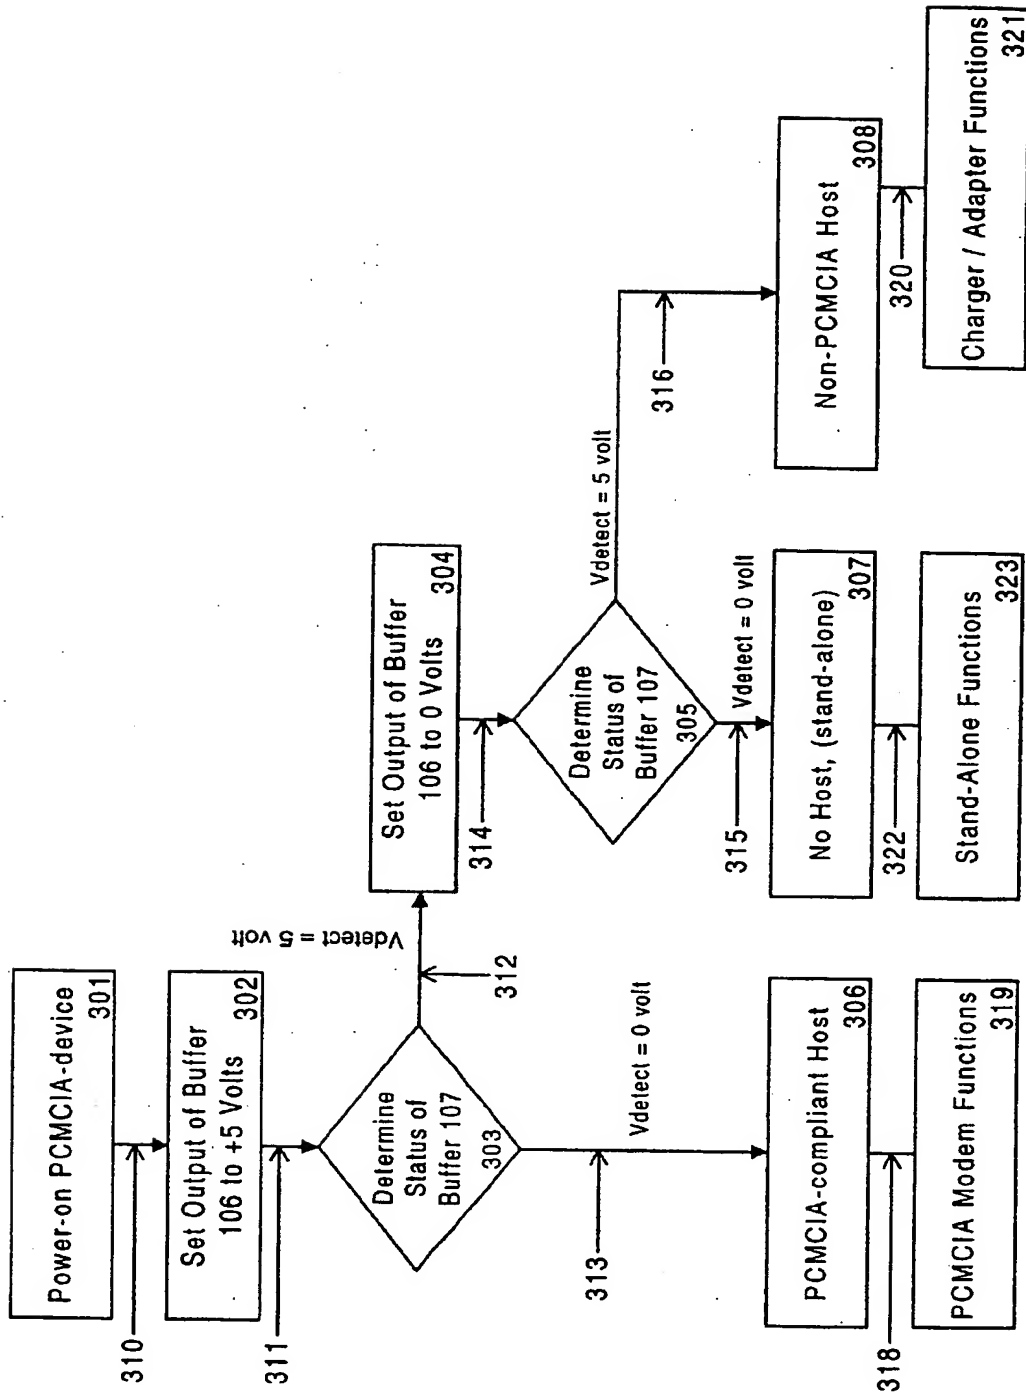 Power-on PCMCIA-device
301
310
Set Output of Buffer
106 to +5 Volts
302
311
Determine
Status of
Buffer 107
303
312
Vdetect = 5 volt
313
Vdetect = 0 volt
PCMCIA-compliant Host
306
318
PCMCIA Modem Functions
319
Set Output of Buffer
106 to 0 Volts
304
314
Determine
Status of
Buffer 107
305
315
Vdetect = 0 volt
No Host, (stand-alone)
307
322
Stand-Alone Functions
323
Vdetect = 5 volt
316
Non-PCMCIA Host
308
320
Charger / Adapter Functions
321